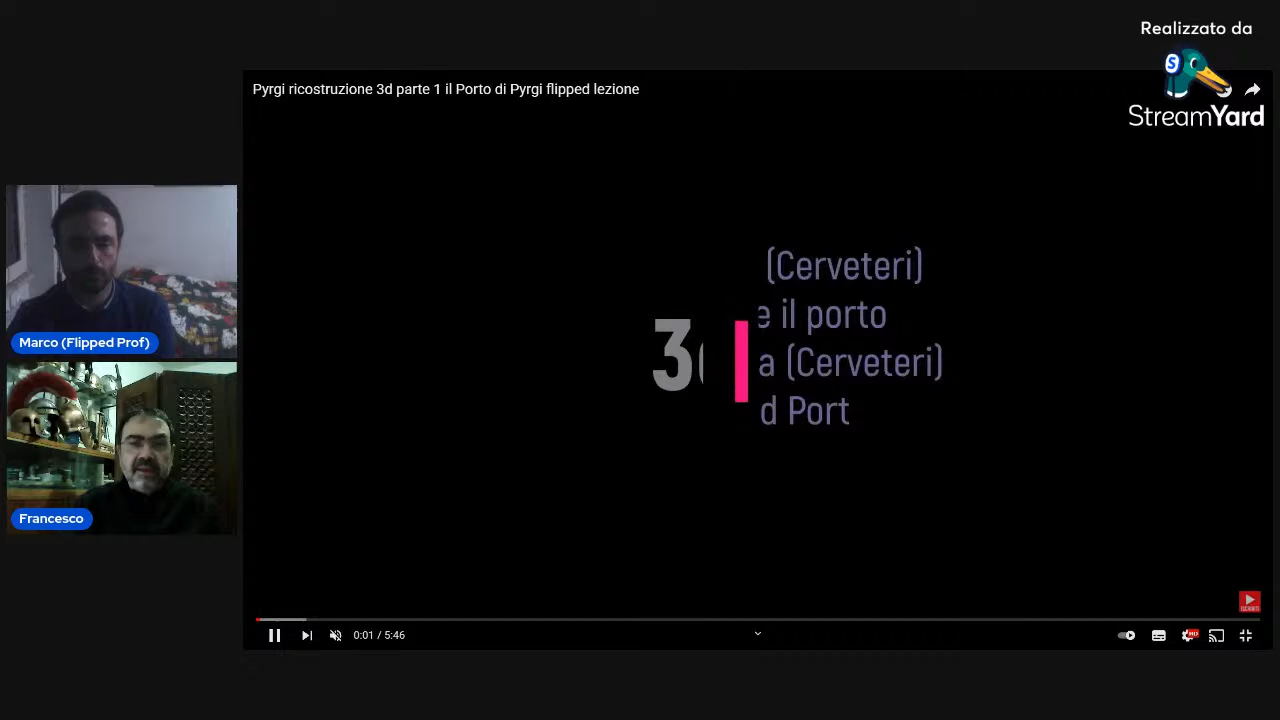 Realizzato da
StreamYard
Pyrgi ricostruzione 3d parte 1 il Porto di Pyrgi flipped lezione
(Cerveteri)
e il porto
a (Cerveteri)
d Port
Marco (Flipped Prof)
Francesco
0:01 / 5:46
HD